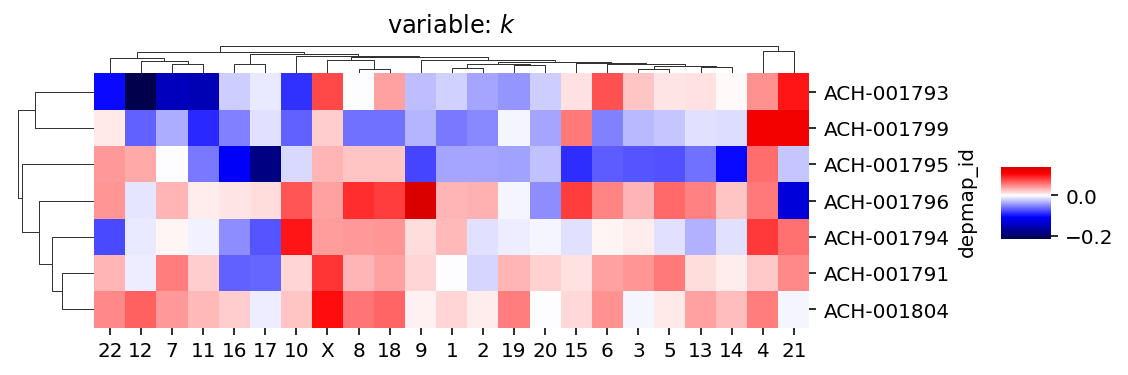 variable: k
ACH-001793
ACH-001799
ACH-001795
ACH-001796
ACH-001794
ACH-001791
ACH-001804
22 12 7 11 16 17 10 X 8 18 9 1 2 19 20 15 6 3 5 13 14 4 21
depmap_id
0.0
−0.2